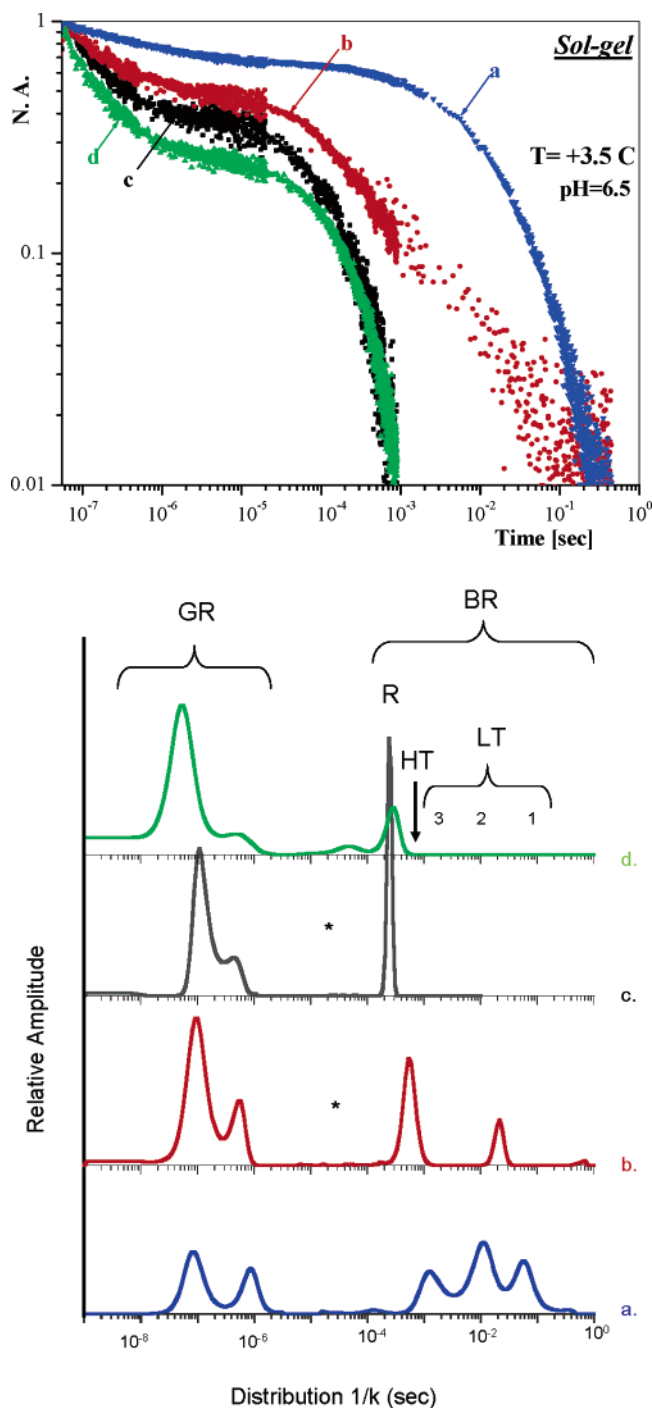 1
Sol-gel
N. A.
b
a
d
c
T= +3.5 C
pH=6.5
0.1
0.01
10⁻⁷ 10⁻⁶ 10⁻⁵ 10⁻⁴ 10⁻³ 10⁻² 10⁻¹ 10⁰
Time [sec]
GR
BR
R
HT
LT
3 2 1
d.
*
c.
Relative Amplitude
*
b.
a.
10⁻⁸ 10⁻⁶ 10⁻⁴ 10⁻² 10⁰
Distribution 1/k (sec)